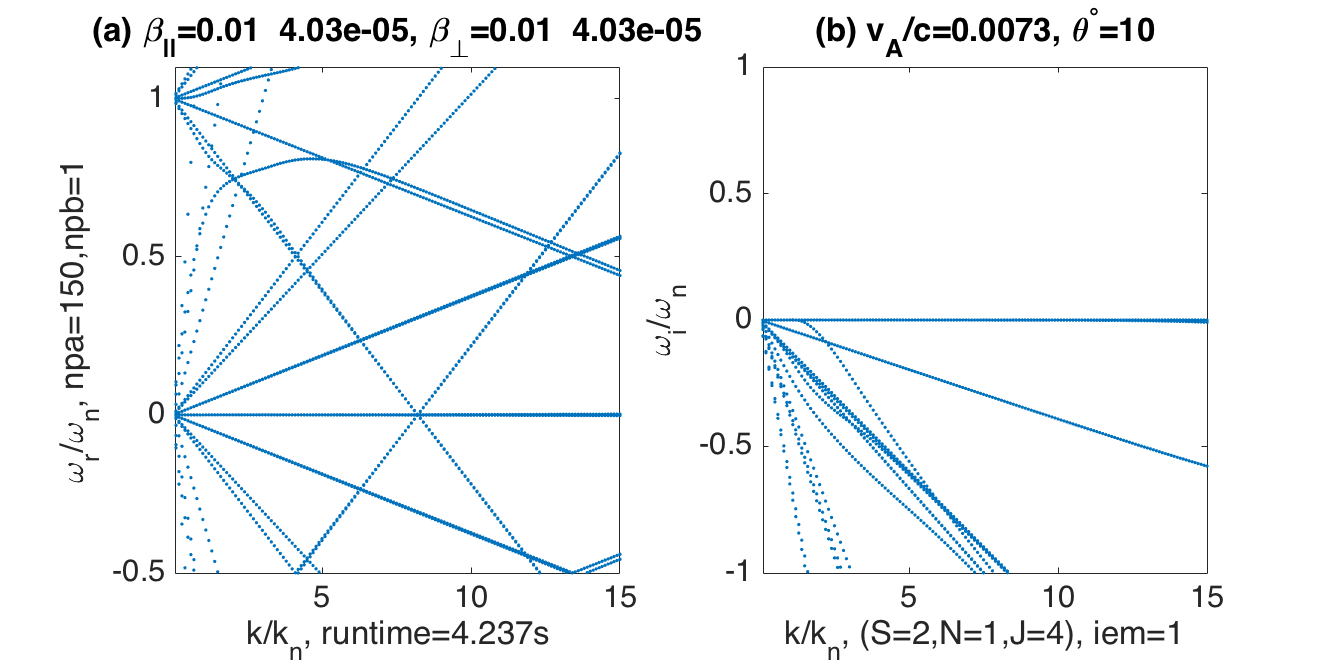 (a) β||=0.01 4.03e-05, β⊥=0.01 4.03e-05
1
0.5
0
-0.5
5
10
15
ωr/ωn, npa=150,npb=1
k/kn, runtime=4.237s
(b) vA/c=0.0073, θ°=10
1
0.5
0
-0.5
-1
5
10
15
ωi/ωn
k/kn, (S=2,N=1,J=4), iem=1